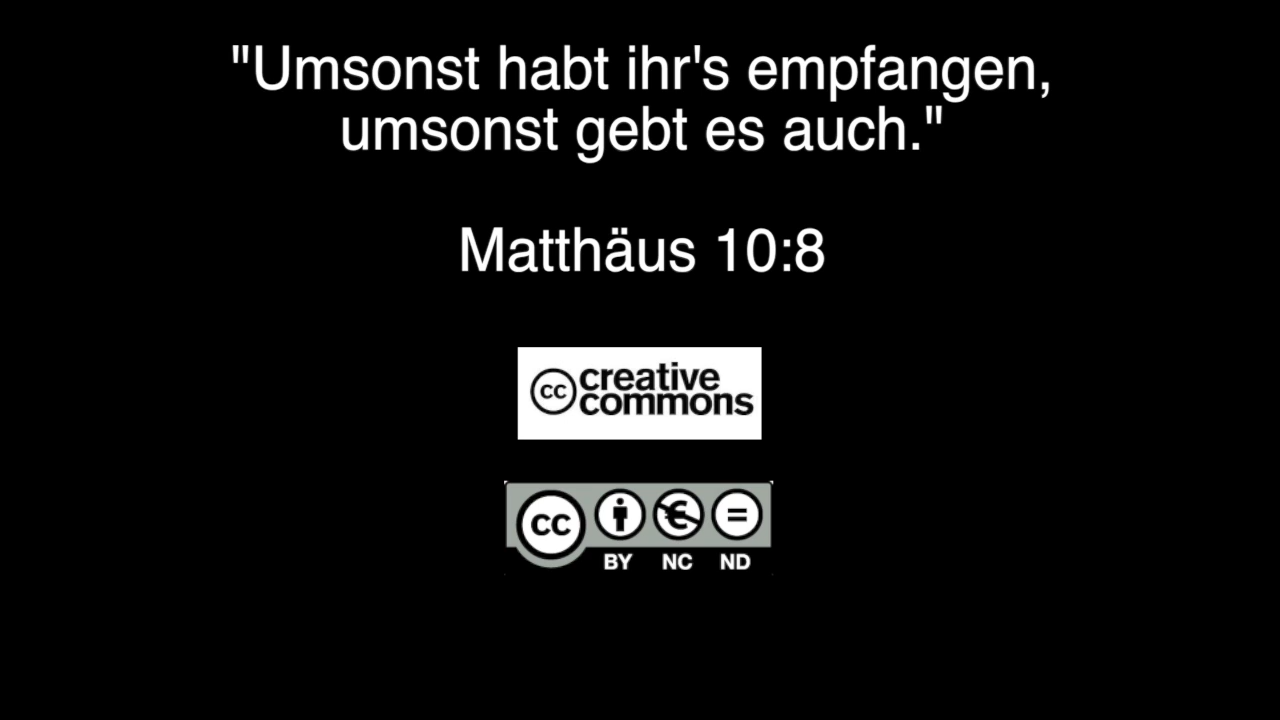 "Umsonst habt ihr's empfangen,
umsonst gebt es auch."
Matthäus 10:8
cc creative
commons
cc
BY NC ND